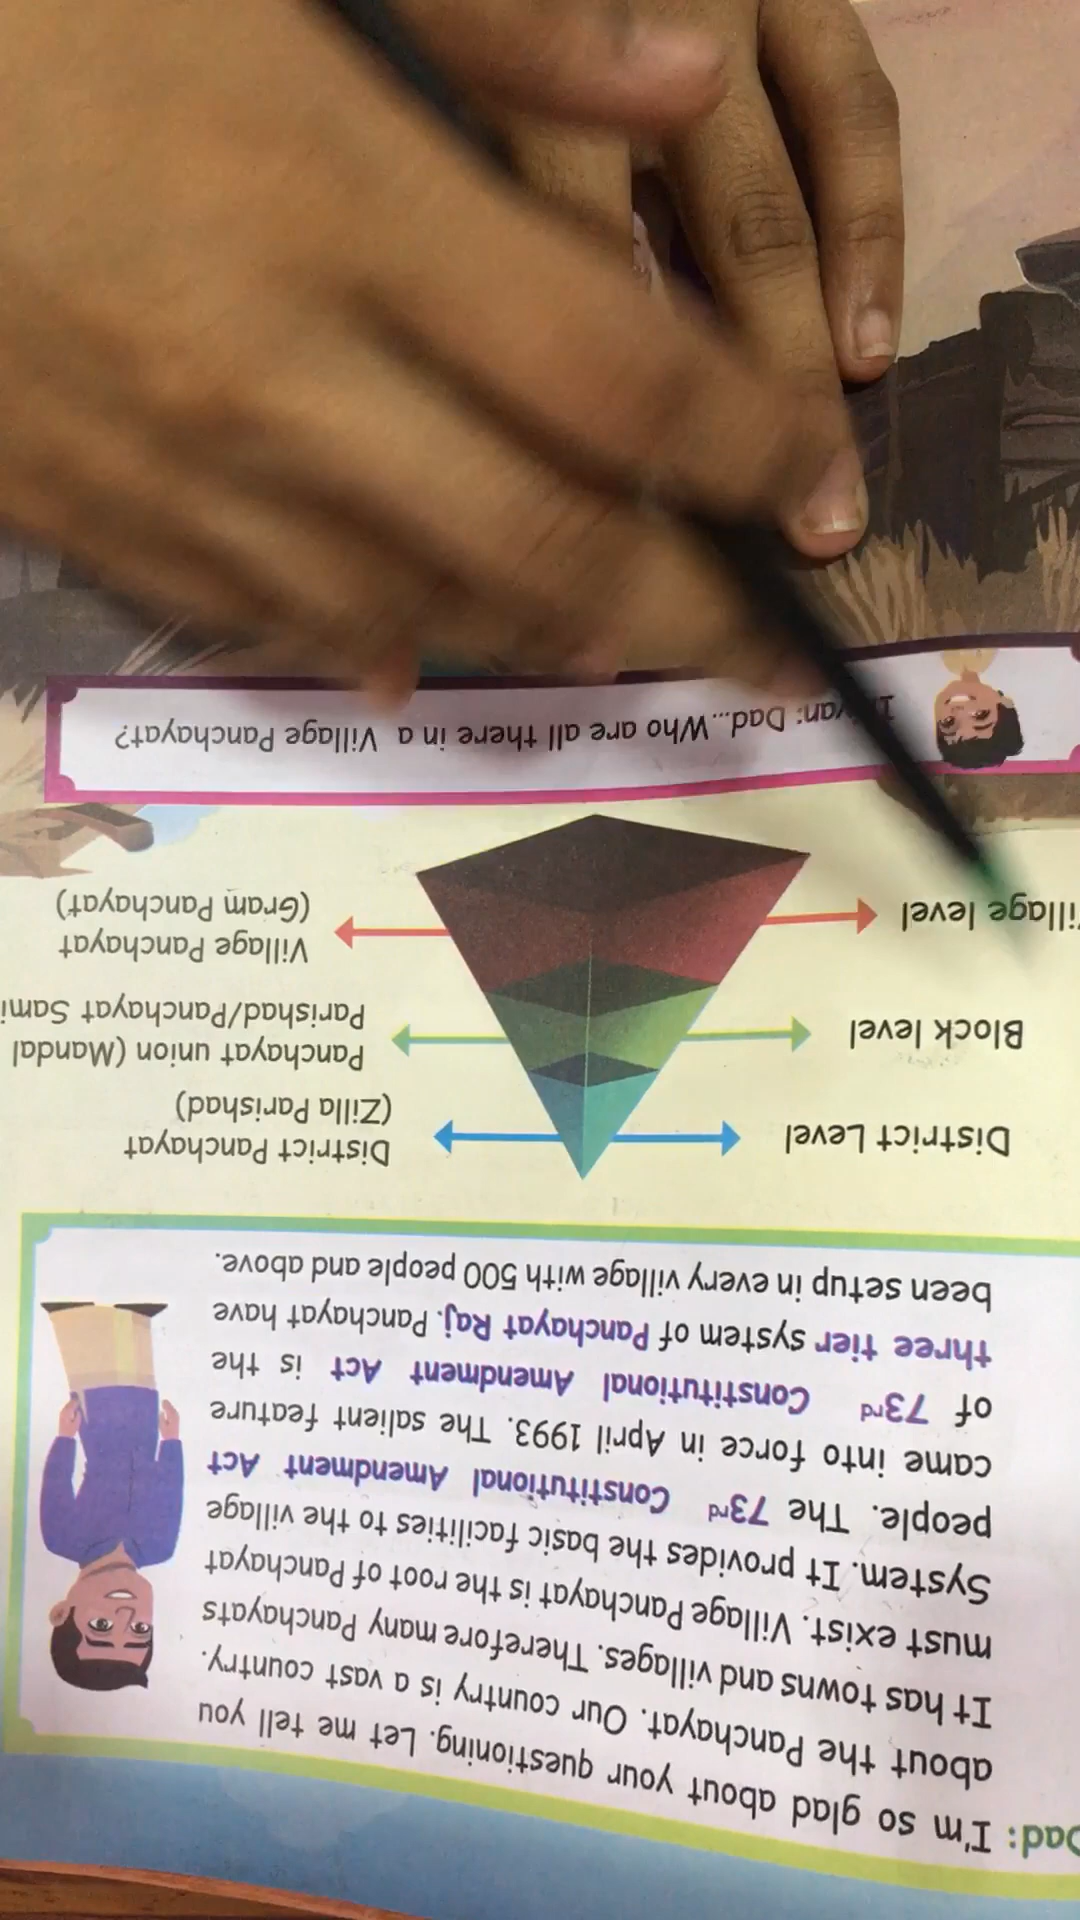 Dad: I'm so glad about your questioning. Let me tell you
about the Panchayat. Our country is a vast country.
It has towns and villages. Therefore many Panchayats
must exist. Village Panchayat is the root of Panchayat
System. It provides the basic facilities to the village
people. The 73rd Constitutional Amendment Act
came into force in April 1993. The salient feature
of 73rd Constitutional Amendment Act is the
three tier system of Panchayat Raj. Panchayat have
been setup in every village with 500 people and above.
District Level
District Panchayat
(Zilla Parishad)
Block level
Panchayat union (Mandal
Parishad/Panchayat Sami
Village level
Village Panchayat
(Gram Panchayat)
Dad...Who are all there in a Village Panchayat?